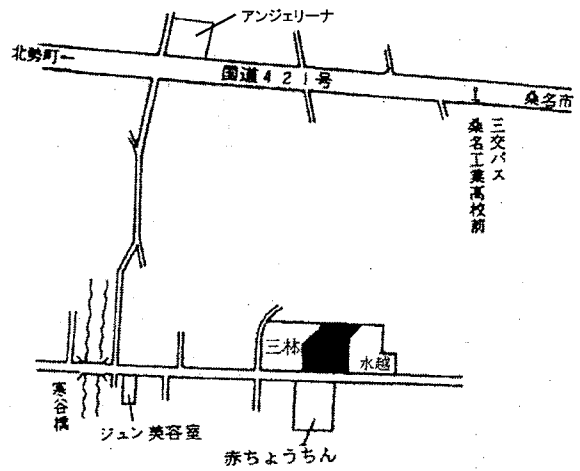 アンジェリーナ
北勢町←
国道421号
桑名市
三交バス
桑名工業高校前
三林
水越
寒谷橋
ジュン美容室
赤ちょうちん